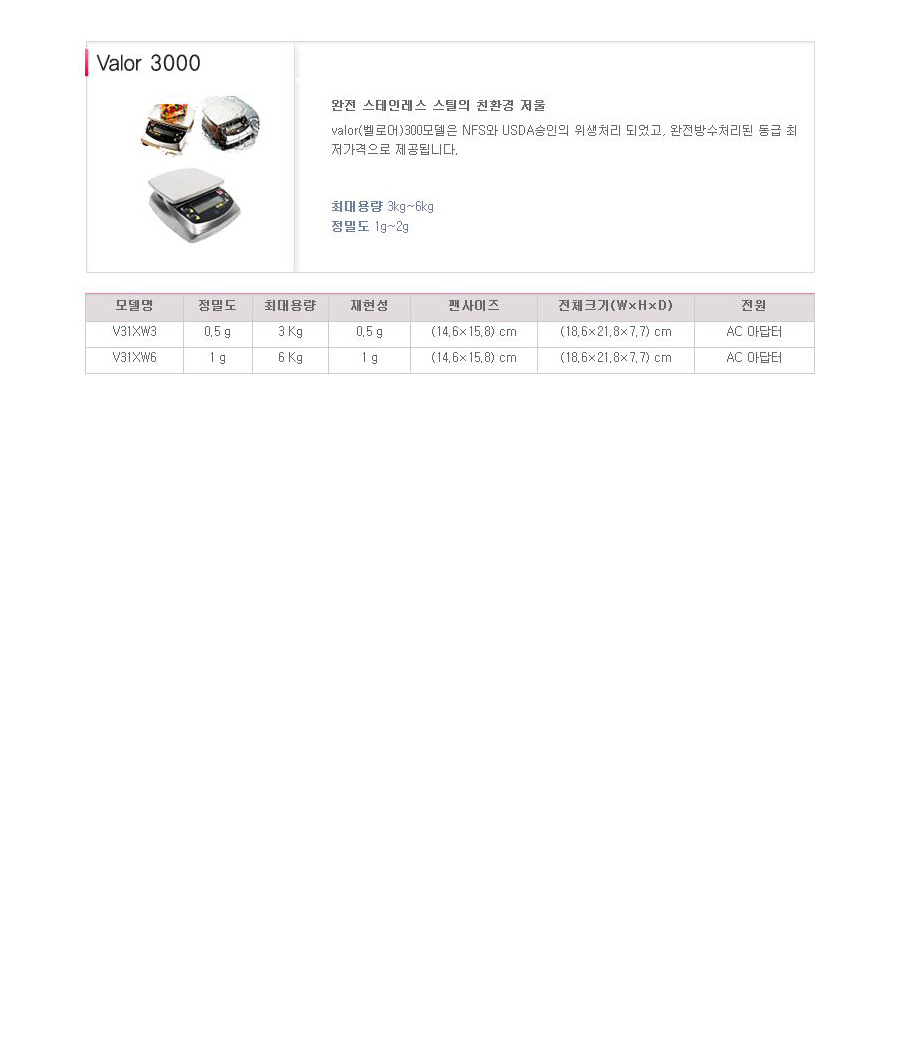 Valor 3000
완전 스테인레스 스틸의 친환경 저울
valor(벨로어)300모델은 NFS와 USDA승인의 위생처리 되었고, 완전방수처리된 동급 최
저가격으로 제공됩니다.
최대용량 3kg~6kg
정밀도 1g~2g
모델명 정밀도 최대용량 재현성 팬사이즈 전체크기(W×H×D) 전원
V31XW3 0.5 g 3 Kg 0.5 g (14.6×15.8) cm (18.6×21.8×7.7) cm AC 아답터
V31XW6 1 g 6 Kg 1 g (14.6×15.8) cm (18.6×21.8×7.7) cm AC 아답터